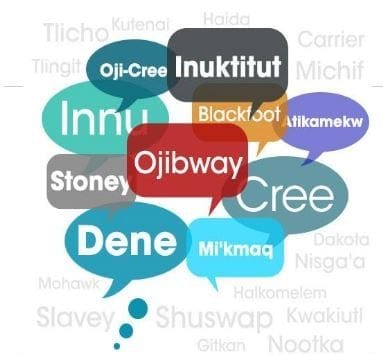 Haida
Kutenai
Tlicho
Carrier
Tlingit
Oji-Cree
Inuktitut
Michif
Innu
Blackfoot
Atikamekw
Ojibway
Stoney
Cree
Dene
Mi'kmaq
Dakota
Nisga'a
Mohawk
Halkomelem
Slavey
Shuswap
Kwakiutl
Gitkan
Nootka